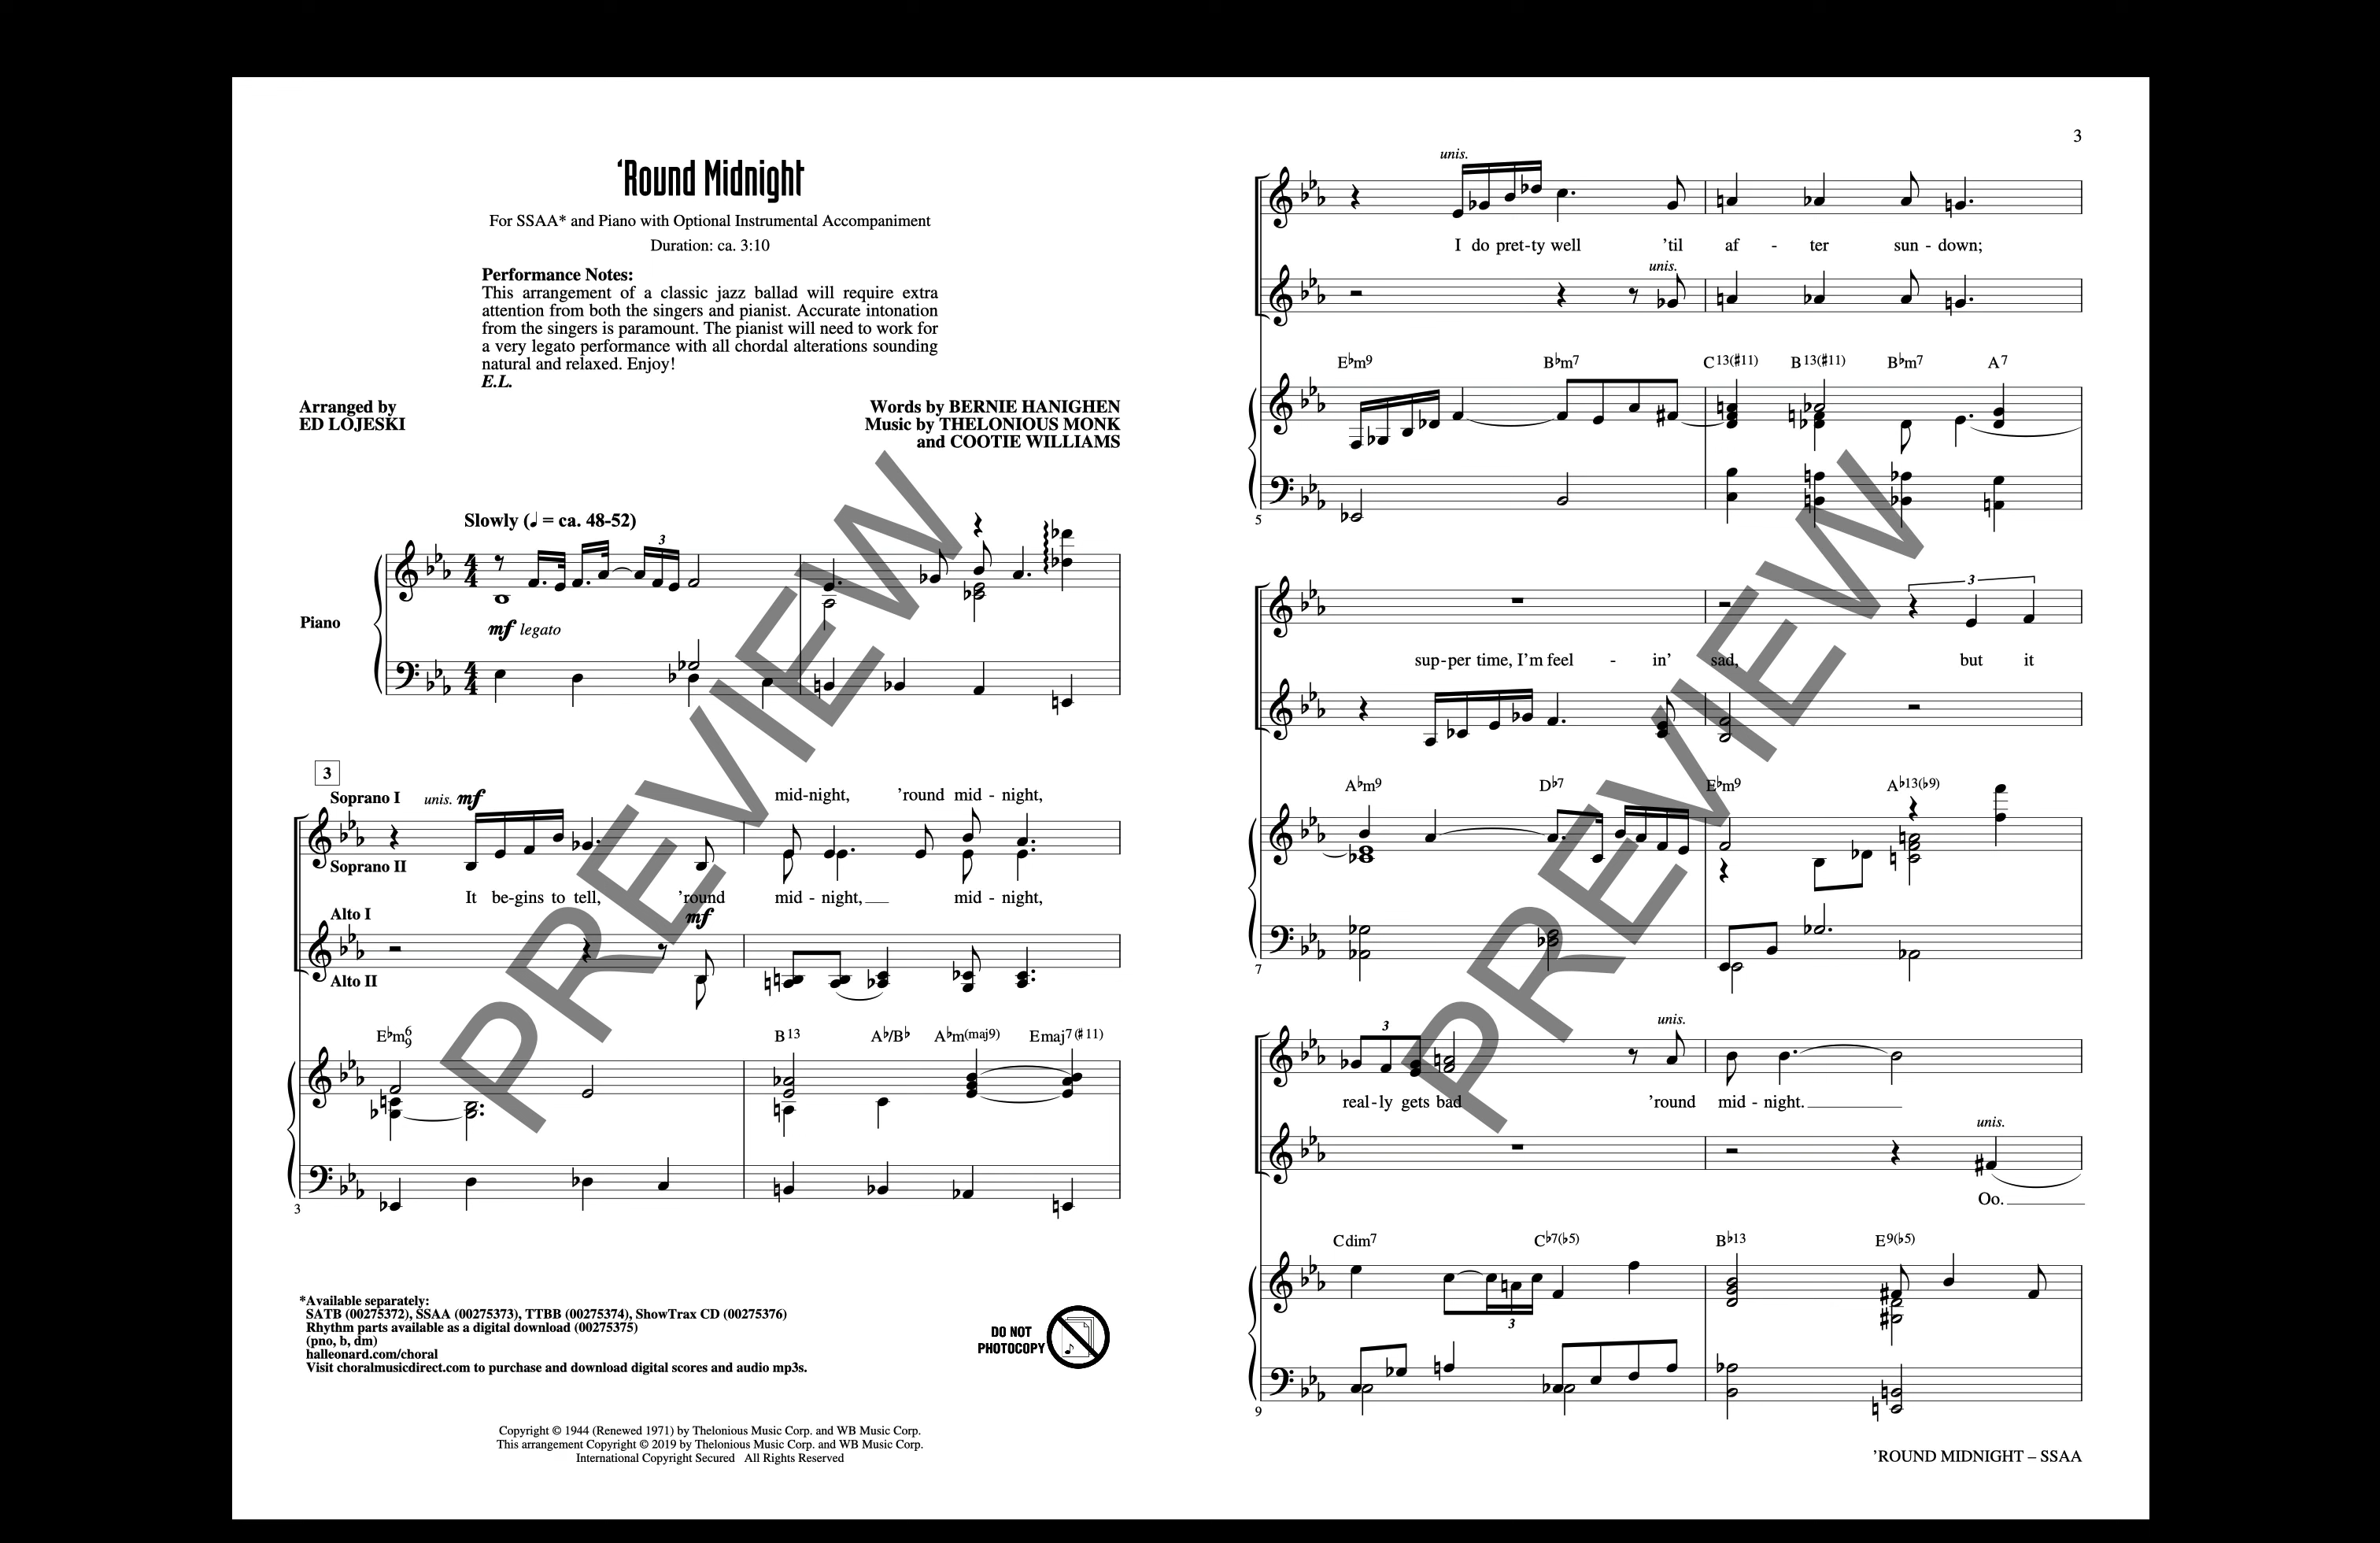 'Round Midnight
For SSAA* and Piano with Optional Instrumental Accompaniment
Duration: ca. 3:10
Performance Notes:
This arrangement of a classic jazz ballad will require extra
attention from both the singers and pianist. Accurate intonation
from the singers is paramount. The pianist will need to work for
a very legato performance with all chordal alterations sounding
natural and relaxed. Enjoy!
E.L.
Arranged by
ED LOJESKI
Words by BERNIE HANIGHEN
Music by THELONIOUS MONK
and COOTIE WILLIAMS
Slowly (♩ = ca. 48-52)
3
Piano
mf legato
3
Soprano I unis. mf
mid-night, 'round mid - night,
Soprano II
It be-gins to tell, 'round mid - night, mid - night,
mf
Alto I
Alto II
E♭m6/9 B13 A♭/B♭ A♭m(maj9) Emaj7(♯11)
3
*Available separately:
SATB (00275372), SSAA (00275373), TTBB (00275374), ShowTrax CD (00275376)
Rhythm parts available as a digital download (00275375)
(pno, b, dm)
halleonard.com/choral
Visit choralmusicdirect.com to purchase and download digital scores and audio mp3s.
DO NOT
PHOTOCOPY
Copyright © 1944 (Renewed 1971) by Thelonious Music Corp. and WB Music Corp.
This arrangement Copyright © 2019 by Thelonious Music Corp. and WB Music Corp.
International Copyright Secured All Rights Reserved
PREVIEW
3
unis.
I do pret-ty well 'til af - ter sun - down;
unis.
E♭m9 B♭m7 C13(♯11) B13(♯11) B♭m7 A7
5
3
sup-per time, I'm feel - in' sad, but it
A♭m9 D♭7 E♭m9 A♭13(♭9)
7
3 unis.
real-ly gets bad 'round mid - night.
unis.
Oo.
Cdim7 C♭7(♭5) B♭13 E9(♭5)
3
9
'ROUND MIDNIGHT – SSAA
PREVIEW